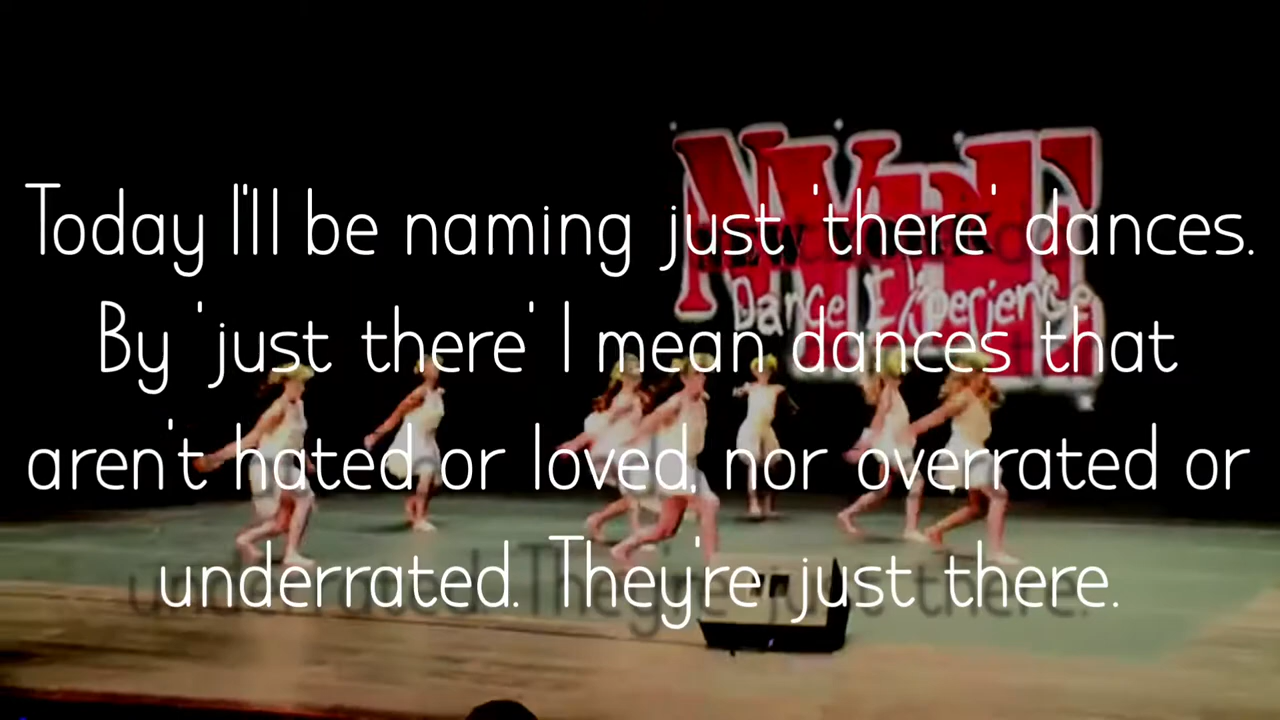 Today I'll be naming just 'there' dances.
By 'just there' I mean dances that
aren't hated or loved, nor overrated or
underrated. They're just there.
Dance Experience